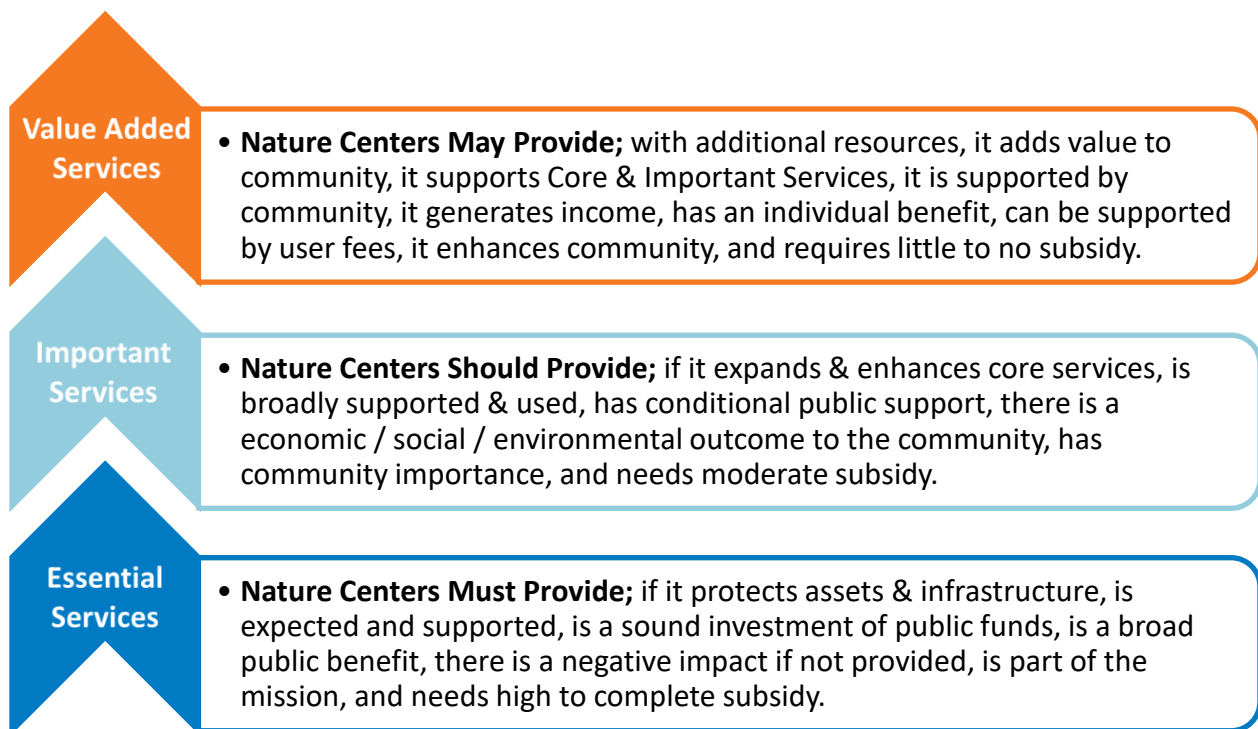 Value Added
Services
• Nature Centers May Provide; with additional resources, it adds value to
community, it supports Core & Important Services, it is supported by
community, it generates income, has an individual benefit, can be supported
by user fees, it enhances community, and requires little to no subsidy.
Important
Services
• Nature Centers Should Provide; if it expands & enhances core services, is
broadly supported & used, has conditional public support, there is a
economic / social / environmental outcome to the community, has
community importance, and needs moderate subsidy.
Essential
Services
• Nature Centers Must Provide; if it protects assets & infrastructure, is
expected and supported, is a sound investment of public funds, is a broad
public benefit, there is a negative impact if not provided, is part of the
mission, and needs high to complete subsidy.